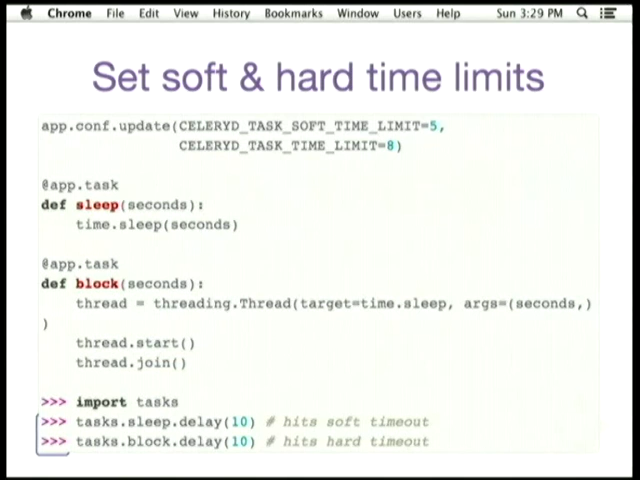 Chrome File Edit View History Bookmarks Window Users Help Sun 3:29 PM
Set soft & hard time limits
app.conf.update(CELERYD_TASK_SOFT_TIME_LIMIT=5,
CELERYD_TASK_TIME_LIMIT=8)
@app.task
def sleep(seconds):
time.sleep(seconds)
@app.task
def block(seconds):
thread = threading.Thread(target=time.sleep, args=(seconds,)
)
thread.start()
thread.join()
>>> import tasks
>>> tasks.sleep.delay(10) # hits soft timeout
>>> tasks.block.delay(10) # hits hard timeout